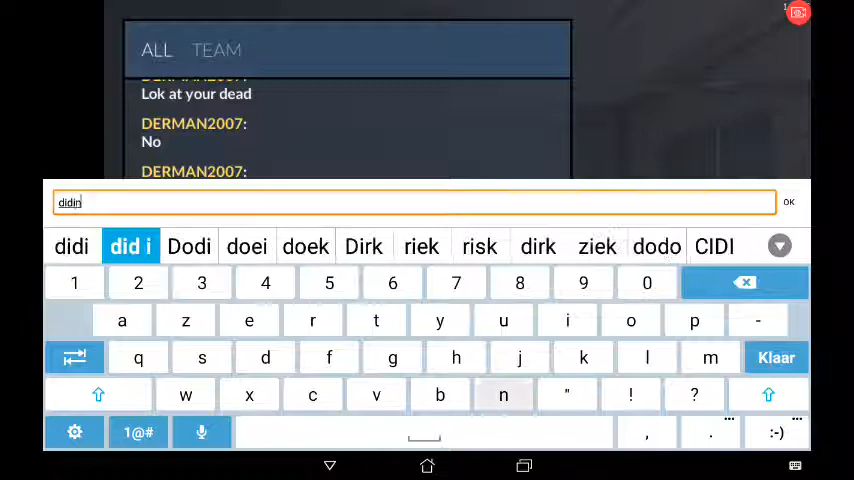 ALL TEAM
DERMAN2007:
Lok at your dead
DERMAN2007:
No
DERMAN2007:
didin OK
didi did i Dodi doei doek Dirk riek risk dirk ziek dodo CIDI
1 2 3 4 5 6 7 8 9 0
a z e r t y u i o p -
q s d f g h j k l m Klaar
w x c v b n " ! ?
1@# , . :-)